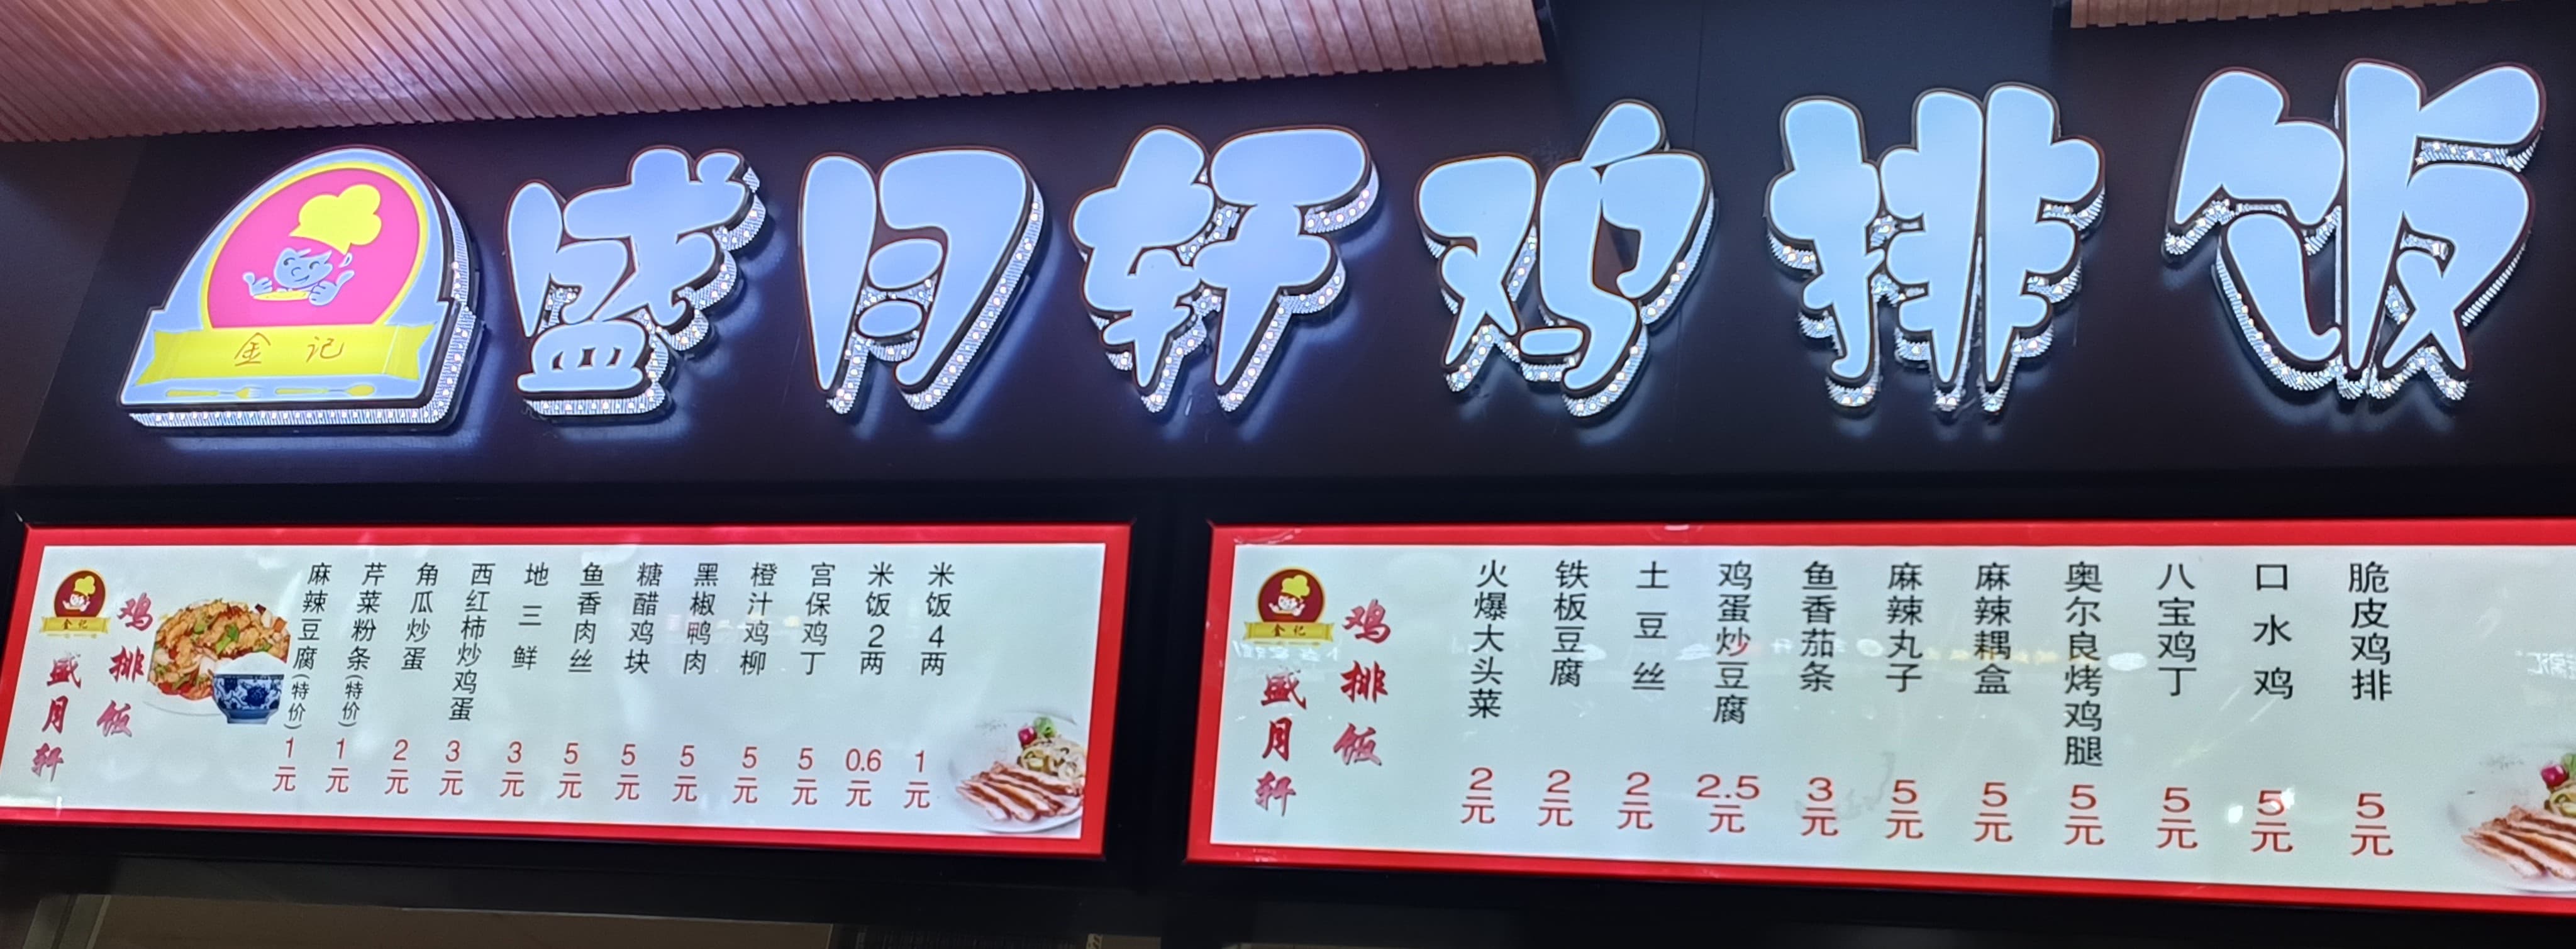 盛月轩鸡排饭
金记
金记
鸡排饭
盛月轩
麻辣豆腐(特价) 1元
芹菜粉条(特价) 1元
角瓜炒蛋 2元
西红柿炒鸡蛋 3元
地三鲜 3元
鱼香肉丝 5元
糖醋鸡块 5元
黑椒鸭肉 5元
橙汁鸡柳 5元
宫保鸡丁 5元
米饭2两 0.6元
米饭4两 1元
金记
鸡排饭
盛月轩
火爆大头菜 2元
铁板豆腐 2元
土豆丝 2元
鸡蛋炒豆腐 2.5元
鱼香茄条 3元
麻辣丸子 5元
麻辣耦盒 5元
奥尔良烤鸡腿 5元
八宝鸡丁 5元
口水鸡 5元
脆皮鸡排 5元